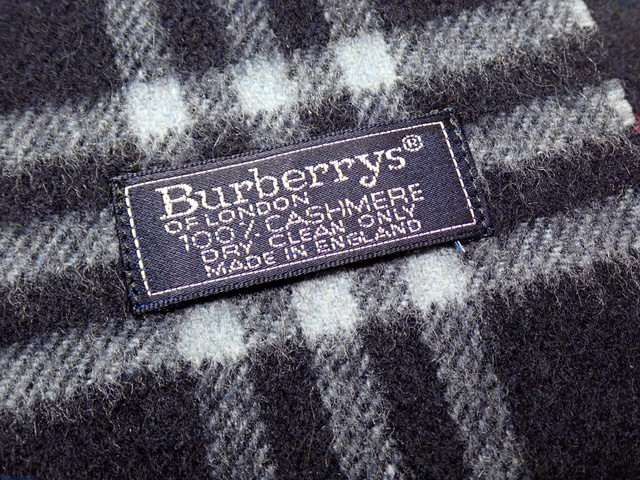 Burberrys®
OF LONDON
100% CASHMERE
DRY CLEAN ONLY
MADE IN ENGLAND